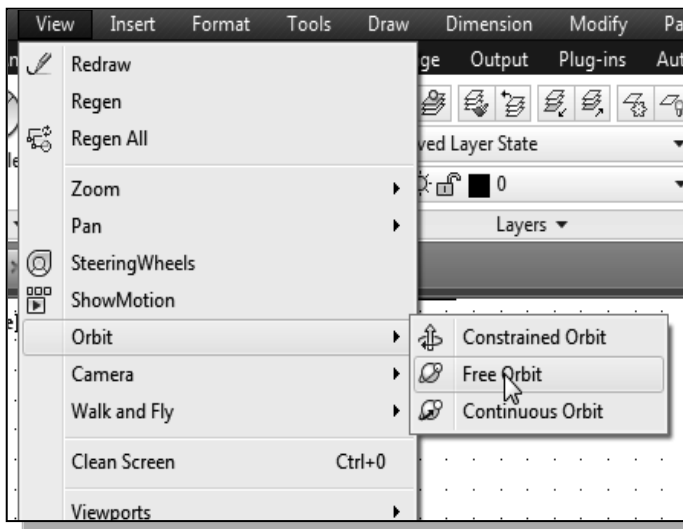 View Insert Format Tools Draw Dimension Modify Pa
ge Output Plug-ins Aut
Redraw
Regen
Regen All
ved Layer State
Zoom
0
Pan
Layers
SteeringWheels
ShowMotion
Orbit
Constrained Orbit
Camera
Free Orbit
Walk and Fly
Continuous Orbit
Clean Screen Ctrl+0
Viewports